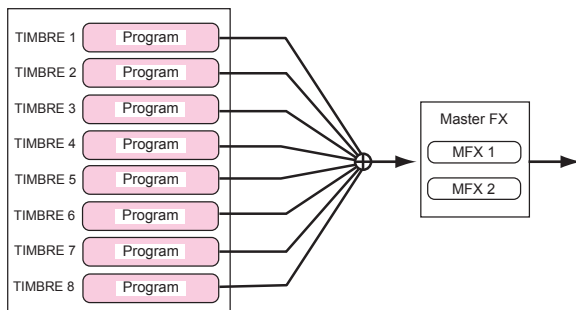 TIMBRE 1 Program
TIMBRE 2 Program
TIMBRE 3 Program
TIMBRE 4 Program
TIMBRE 5 Program
TIMBRE 6 Program
TIMBRE 7 Program
TIMBRE 8 Program
Master FX
MFX 1
MFX 2